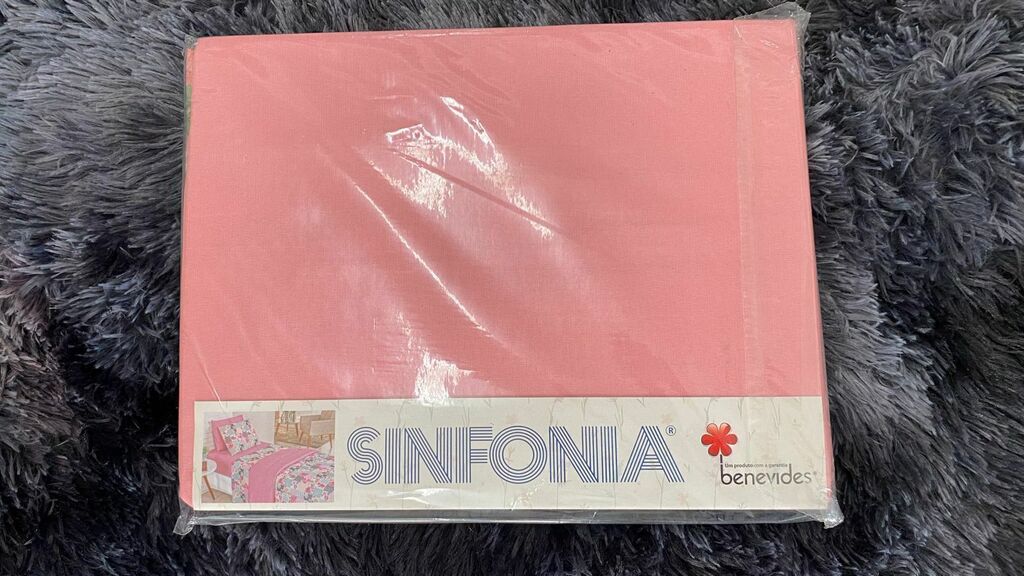 SINFONIA®
Um produto com a garantia
benevides®